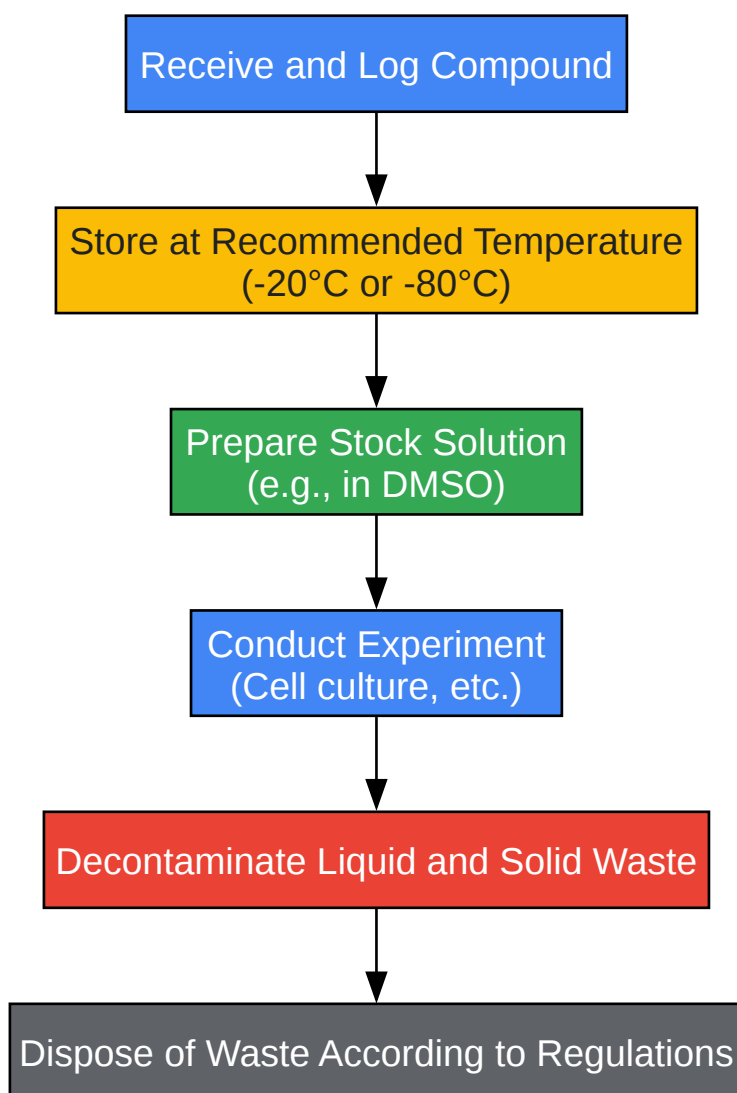 Receive and Log Compound
Store at Recommended Temperature
(-20°C or -80°C)
Prepare Stock Solution
(e.g., in DMSO)
Conduct Experiment
(Cell culture, etc.)
Decontaminate Liquid and Solid Waste
Dispose of Waste According to Regulations